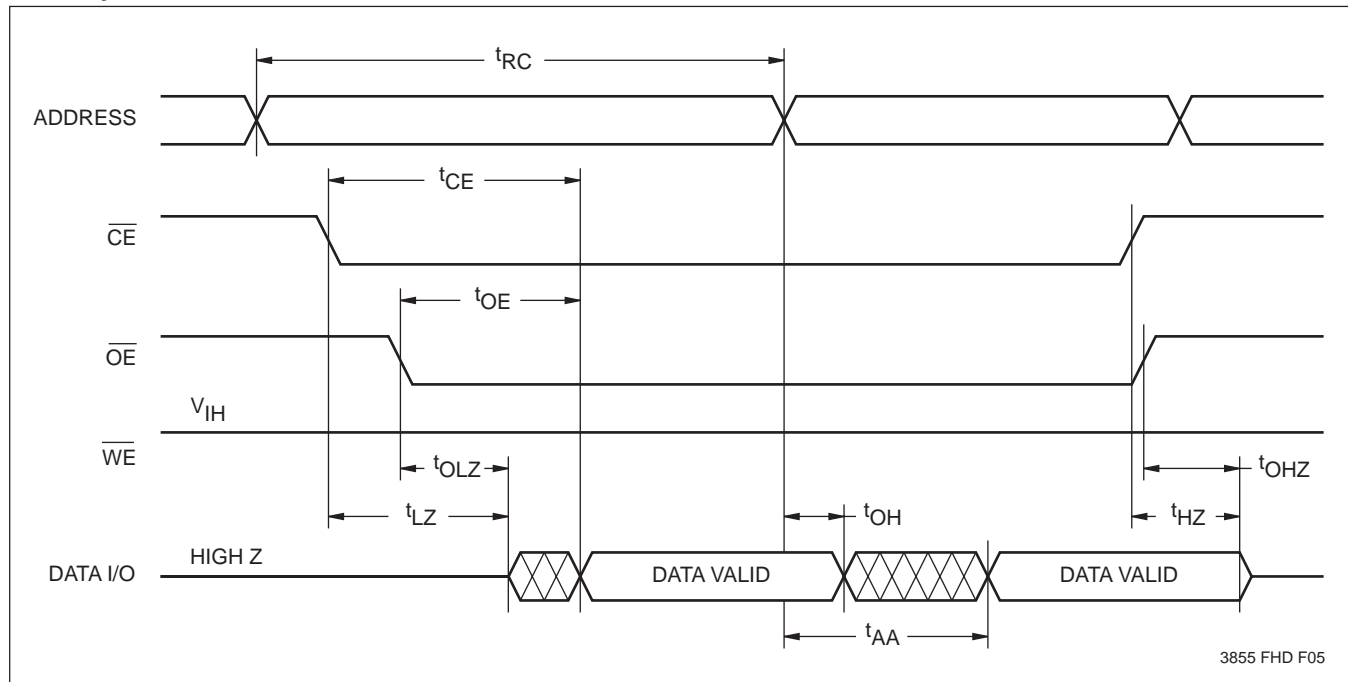 tRC
ADDRESS
tCE
CE
tOE
OE
VIH
WE
tOLZ
tOHZ
tLZ
tOH
tHZ
HIGH Z
DATA I/O
DATA VALID
DATA VALID
tAA
3855 FHD F05